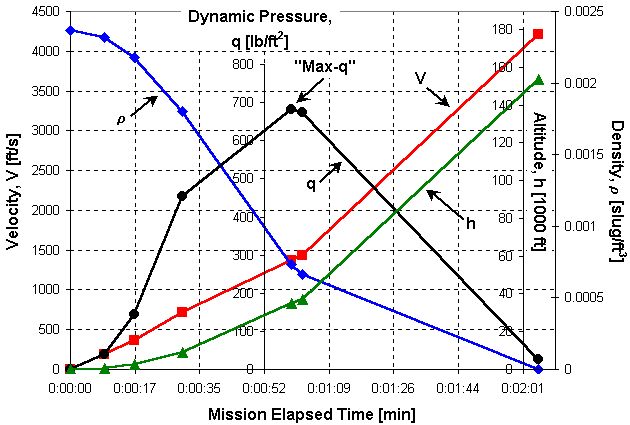 Dynamic Pressure,
q [lb/ft²]
"Max-q"
V
ρ
q
h
Velocity, V [ft/s]
4500
4000
3500
3000
2500
2000
1500
1000
500
0
800
700
600
500
400
300
200
100
0
180
160
140
120
100
80
60
40
20
0
Altitude, h [1000 ft]
0.0025
0.002
0.0015
0.001
0.0005
0
Density, ρ [slug/ft³]
0:00:00 0:00:17 0:00:35 0:00:52 0:01:09 0:01:26 0:01:44 0:02:01
Mission Elapsed Time [min]